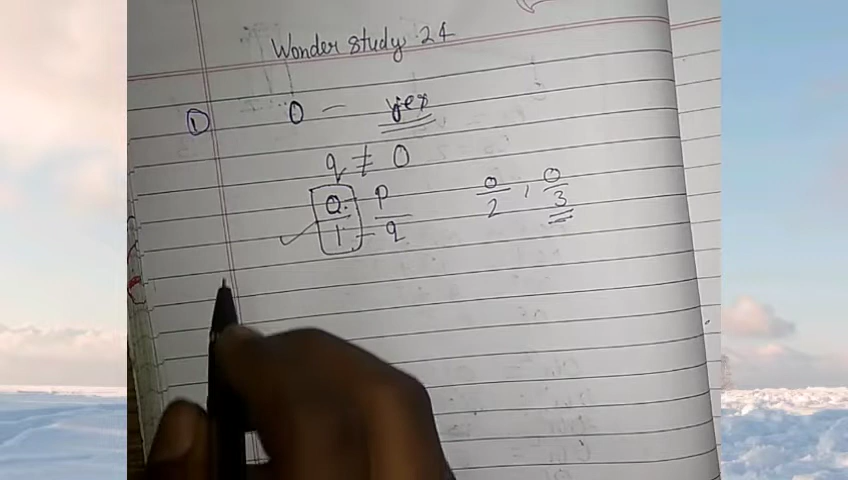 Wonder study 24
① 0 — yes
q ≠ 0
0/1 — p/q 0/2 , 0/3